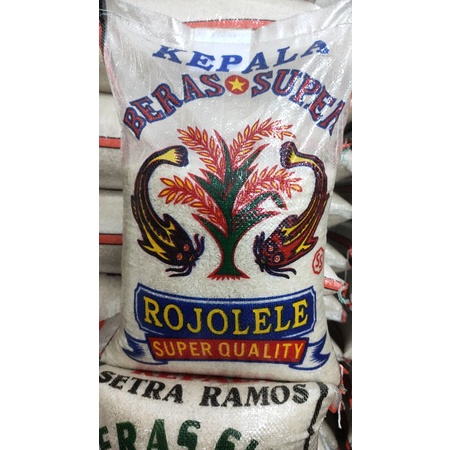 KEPALA
BERAS SUPER
ROJOLELE
SUPER QUALITY
SETRA RAMOS